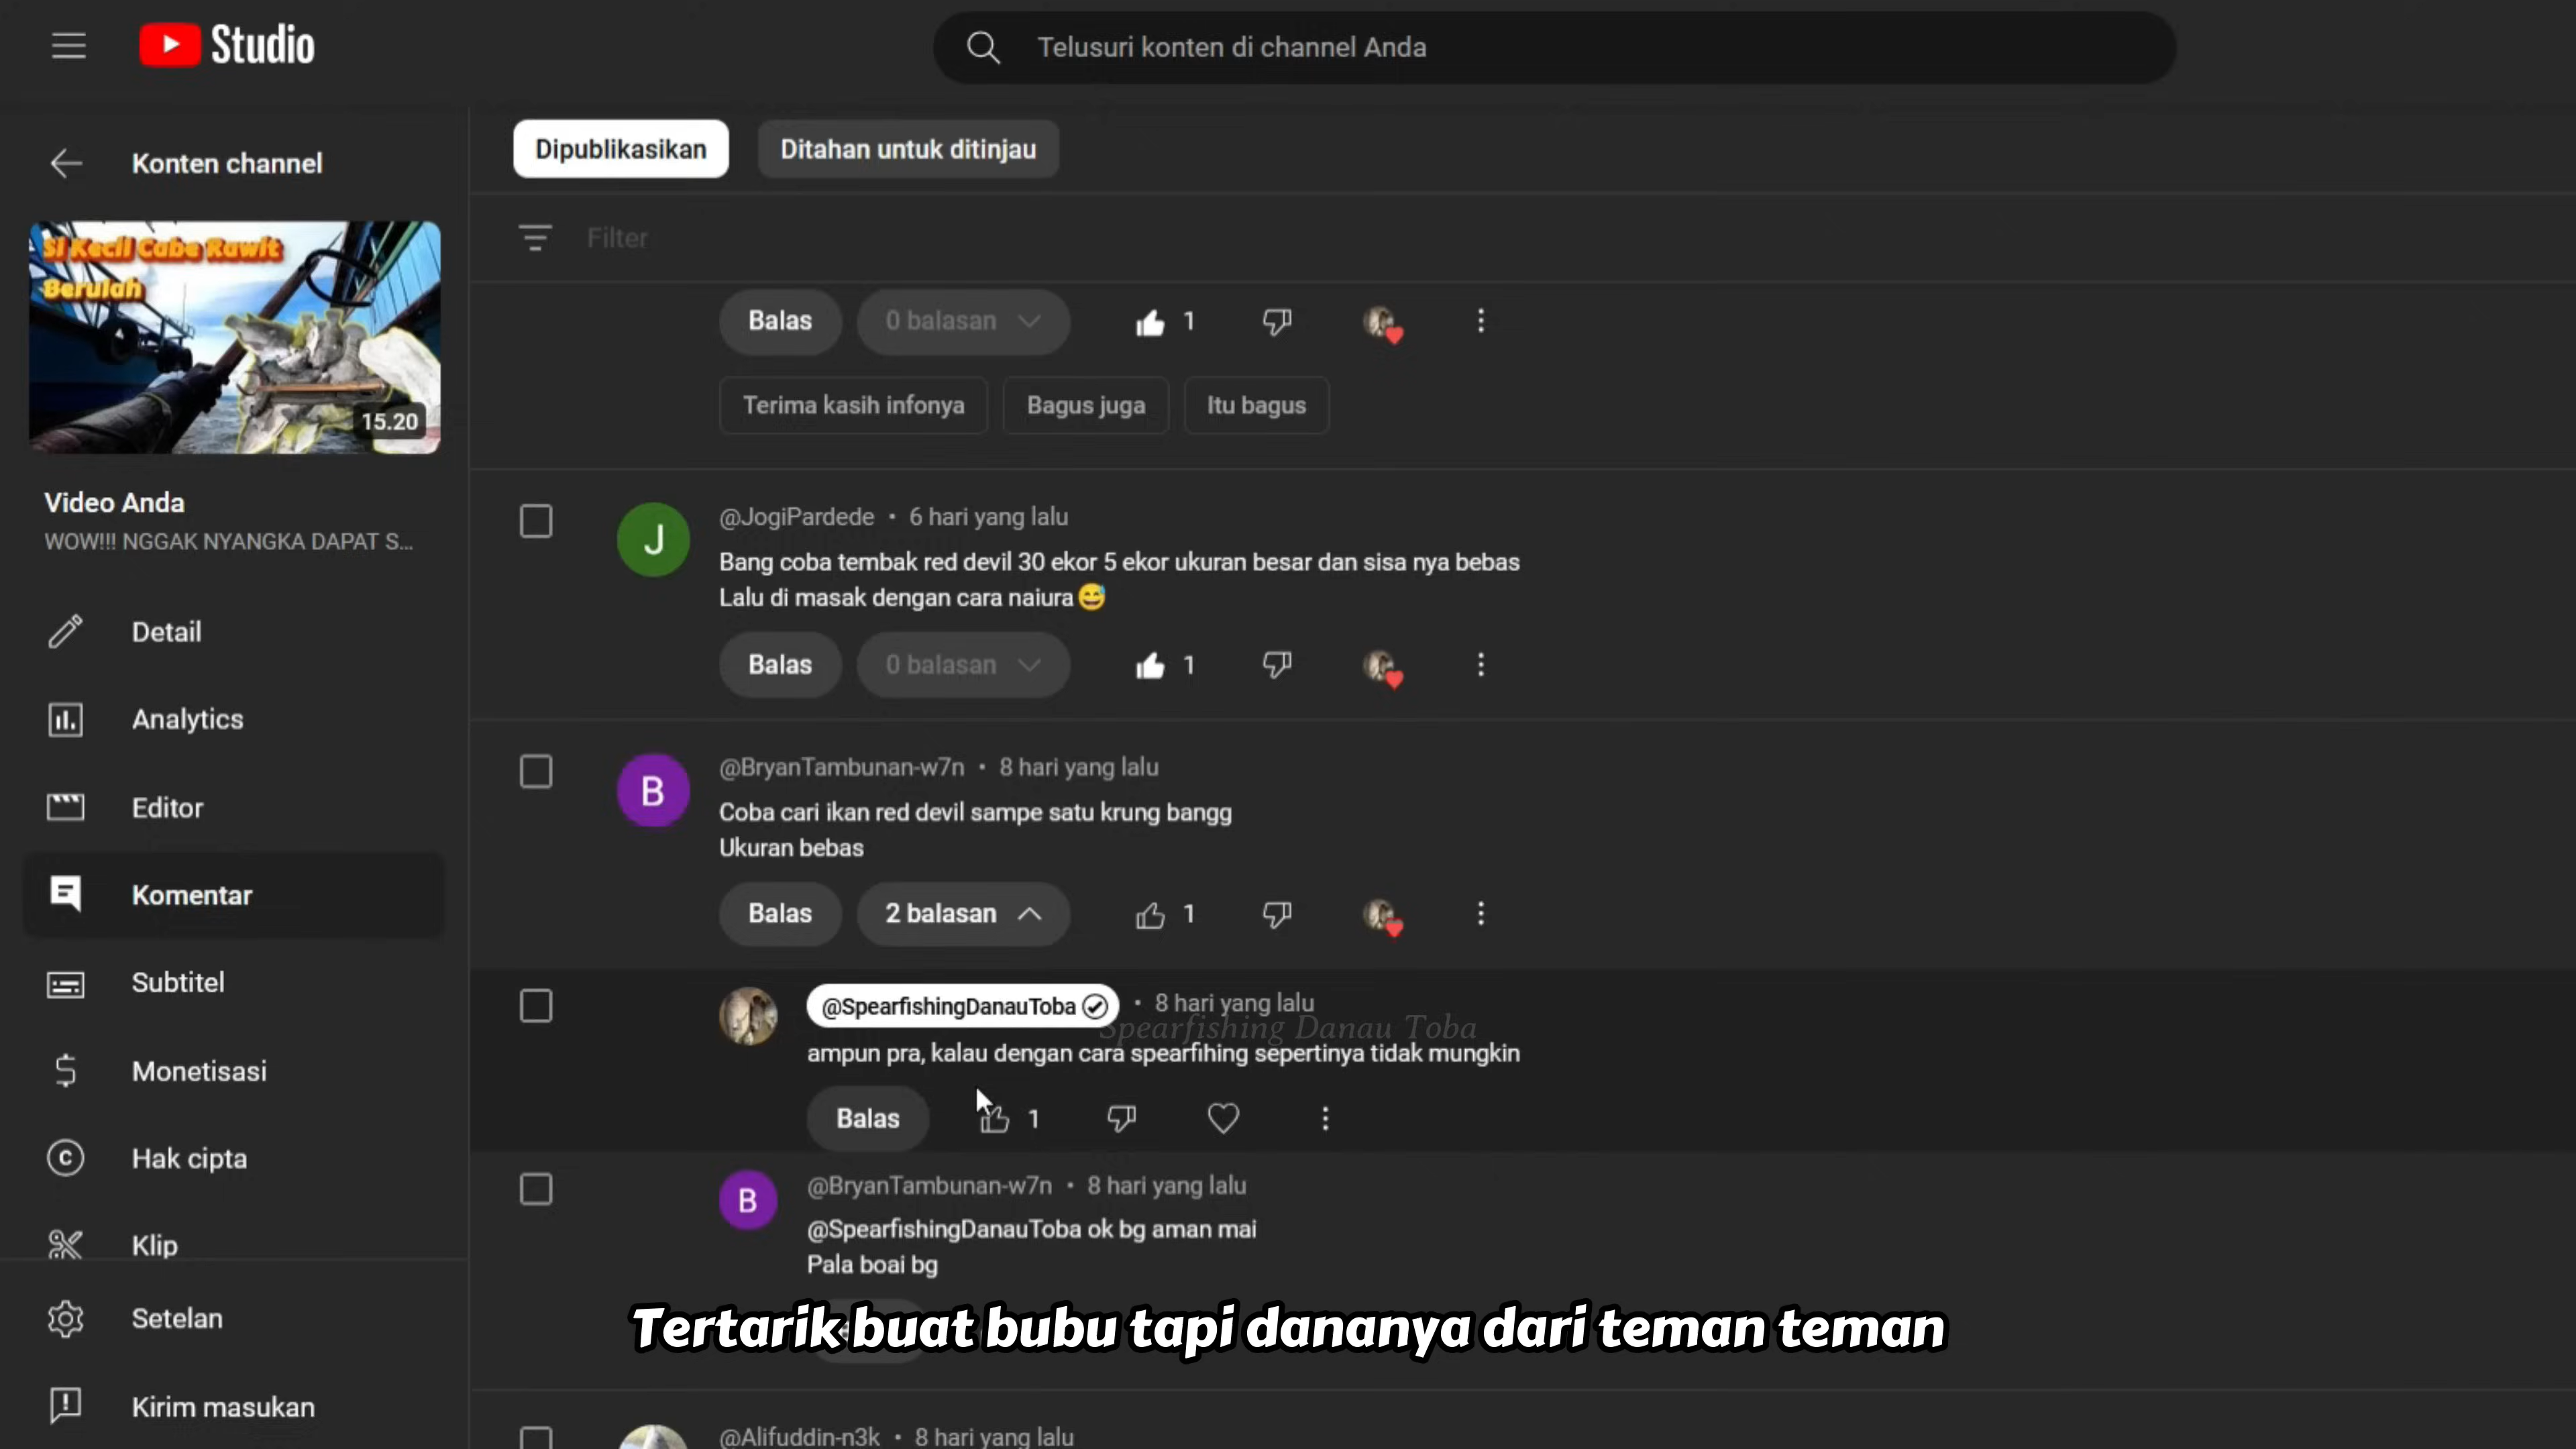 Studio
Telusuri konten di channel Anda
Konten channel
Si Kecil Cabe Rawit
Berulah
15.20
Video Anda
WOW!!! NGGAK NYANGKA DAPAT S...
Detail
Analytics
Editor
Komentar
Subtitel
Monetisasi
Hak cipta
Klip
Setelan
Kirim masukan
Dipublikasikan
Ditahan untuk ditinjau
Filter
Balas
0 balasan
1
Terima kasih infonya
Bagus juga
Itu bagus
J
@JogiPardede • 6 hari yang lalu
Bang coba tembak red devil 30 ekor 5 ekor ukuran besar dan sisa nya bebas
Lalu di masak dengan cara naiura😅
Balas
0 balasan
1
B
@BryanTambunan-w7n • 8 hari yang lalu
Coba cari ikan red devil sampe satu krung bangg
Ukuran bebas
Balas
2 balasan
1
@SpearfishingDanauToba • 8 hari yang lalu
Spearfishing Danau Toba
ampun pra, kalau dengan cara spearfihing sepertinya tidak mungkin
Balas
1
B
@BryanTambunan-w7n • 8 hari yang lalu
@SpearfishingDanauToba ok bg aman mai
Pala boai bg
Tertarik buat bubu tapi dananya dari teman teman
@Alifuddin-n3k • 8 hari yang lalu